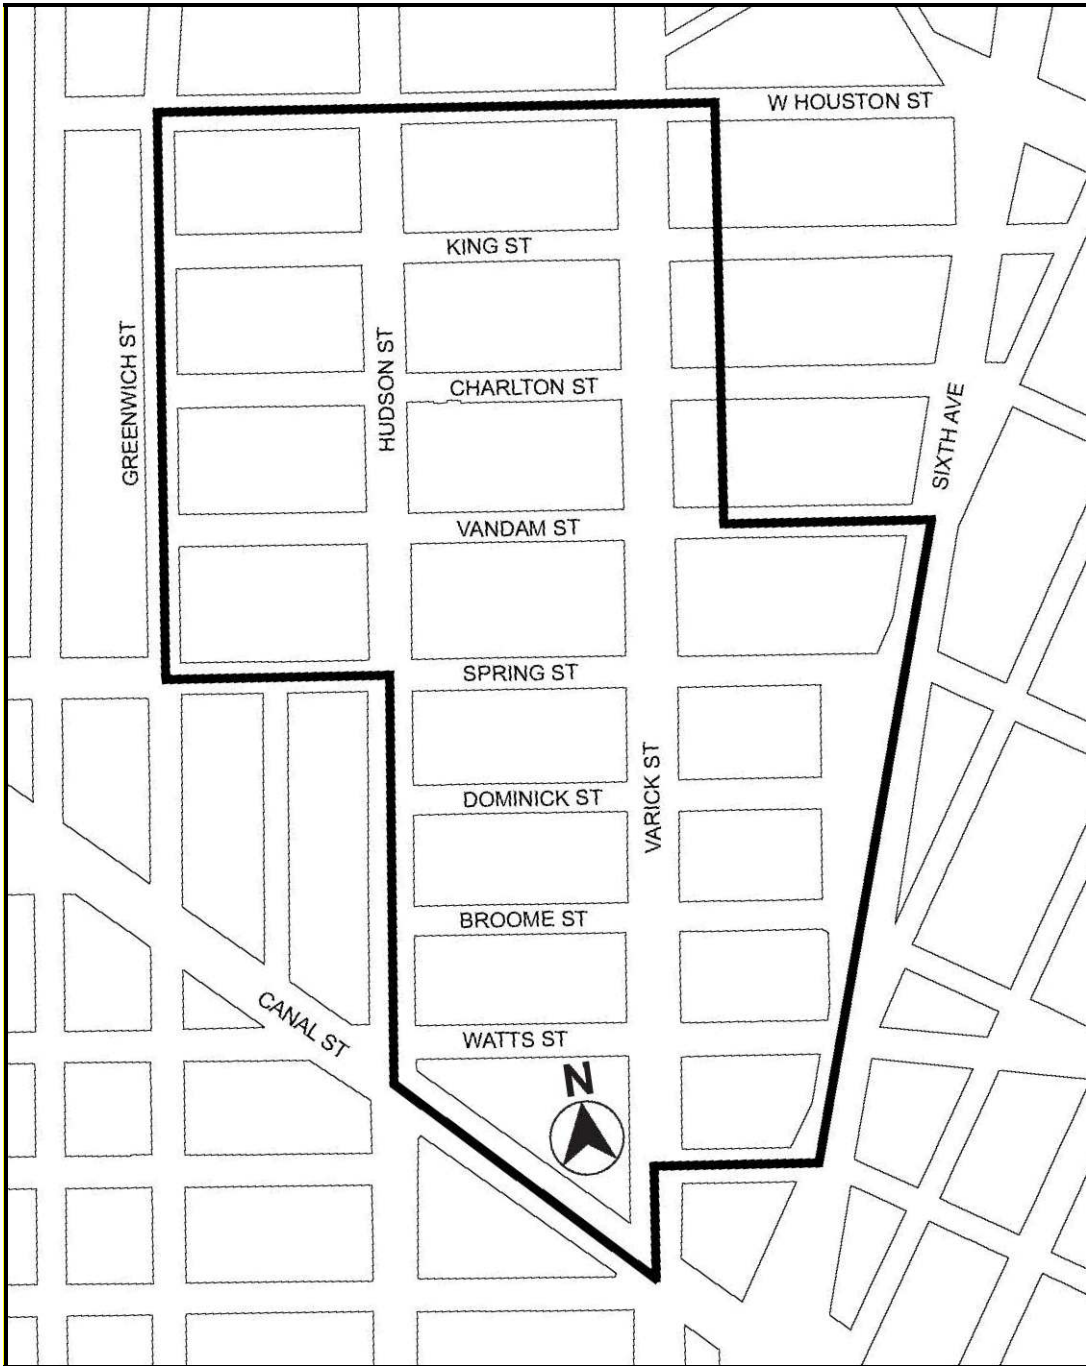 W HOUSTON ST
KING ST
GREENWICH ST
HUDSON ST
CHARLTON ST
SIXTH AVE
VANDAM ST
SPRING ST
VARICK ST
DOMINICK ST
BROOME ST
CANAL ST
WATTS ST
N